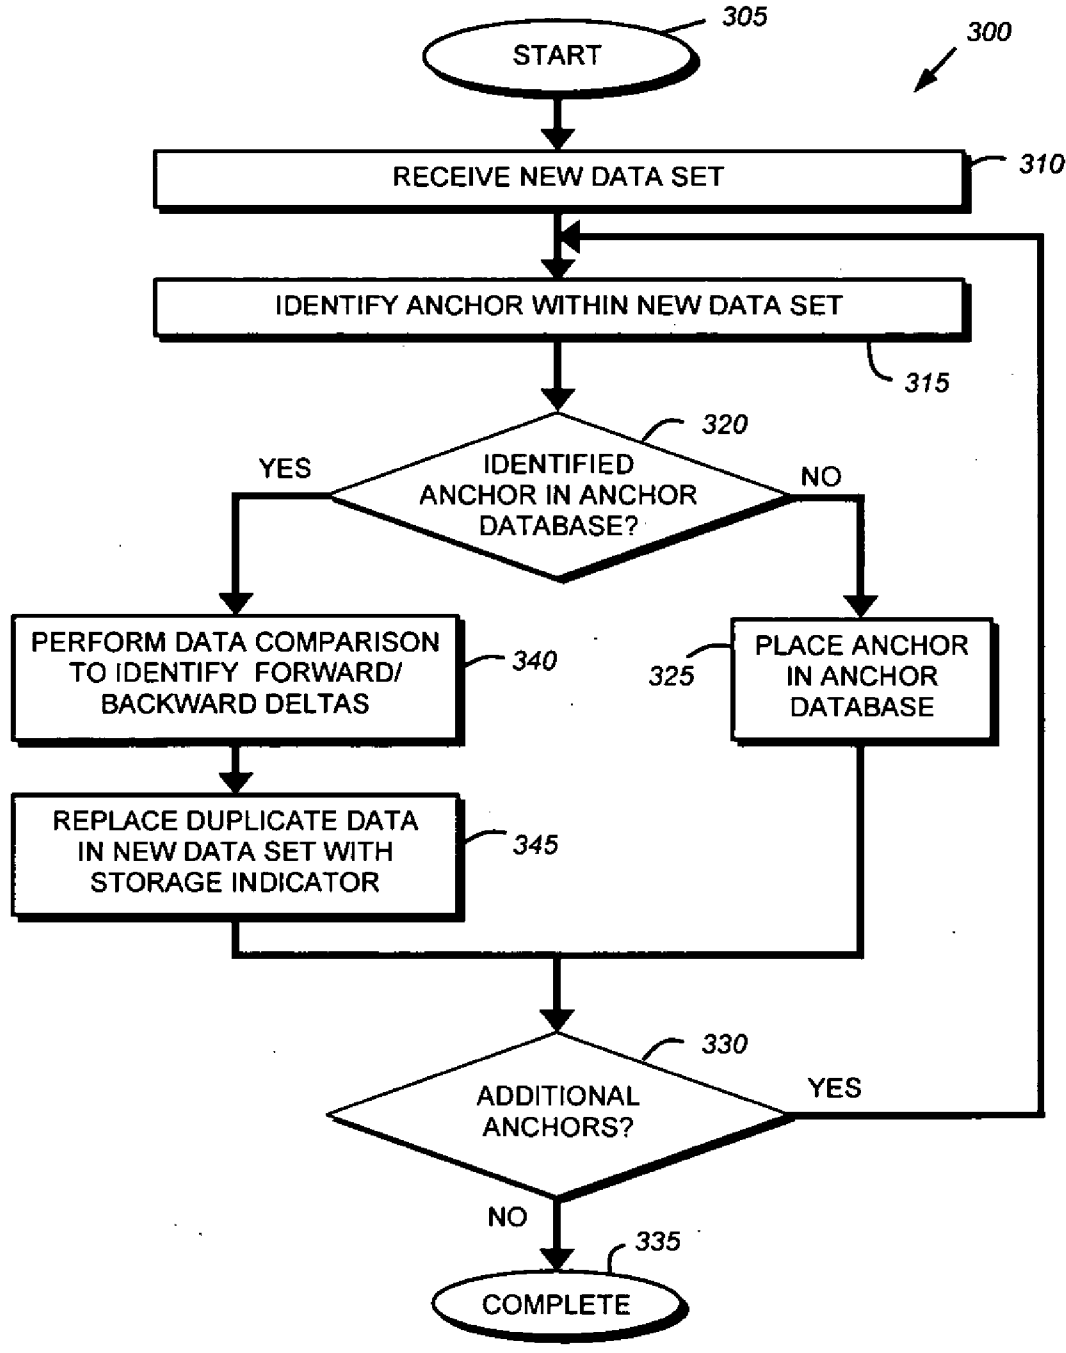 305
START
300
RECEIVE NEW DATA SET
310
IDENTIFY ANCHOR WITHIN NEW DATA SET
315
320
YES
IDENTIFIED
ANCHOR IN ANCHOR
DATABASE?
NO
PERFORM DATA COMPARISON
TO IDENTIFY FORWARD/
BACKWARD DELTAS
340
325
PLACE ANCHOR
IN ANCHOR
DATABASE
REPLACE DUPLICATE DATA
IN NEW DATA SET WITH
STORAGE INDICATOR
345
330
ADDITIONAL
ANCHORS?
YES
NO
335
COMPLETE